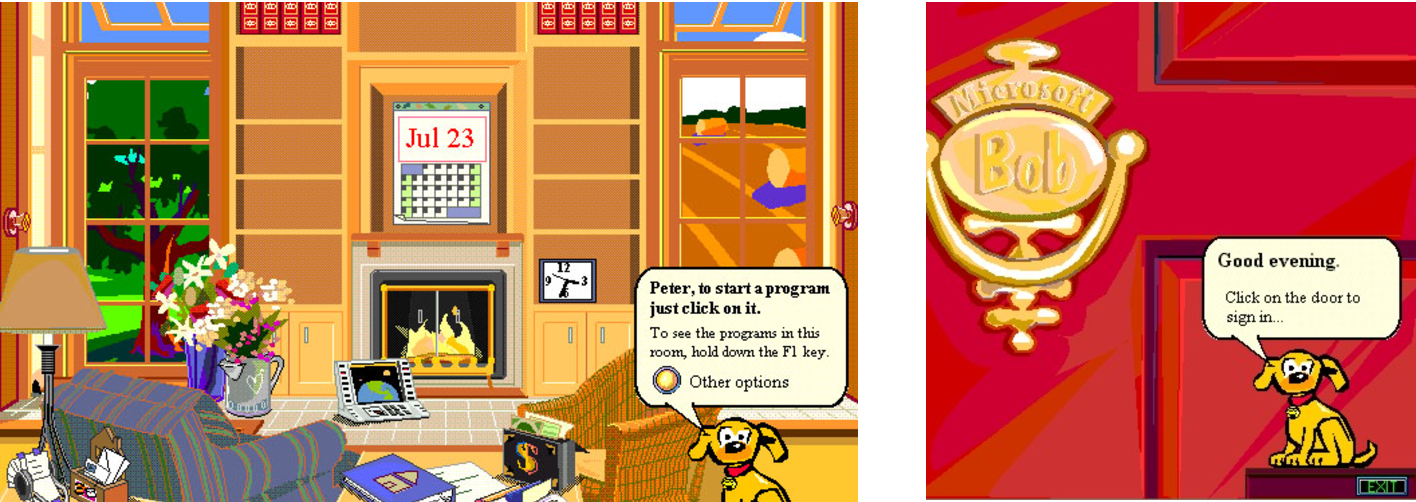 Jul 23
12
9
3
6
Peter, to start a program
just click on it.
To see the programs in this
room, hold down the F1 key.
Other options
$
Microsoft
Bob
Good evening.
Click on the door to
sign in...
EXIT